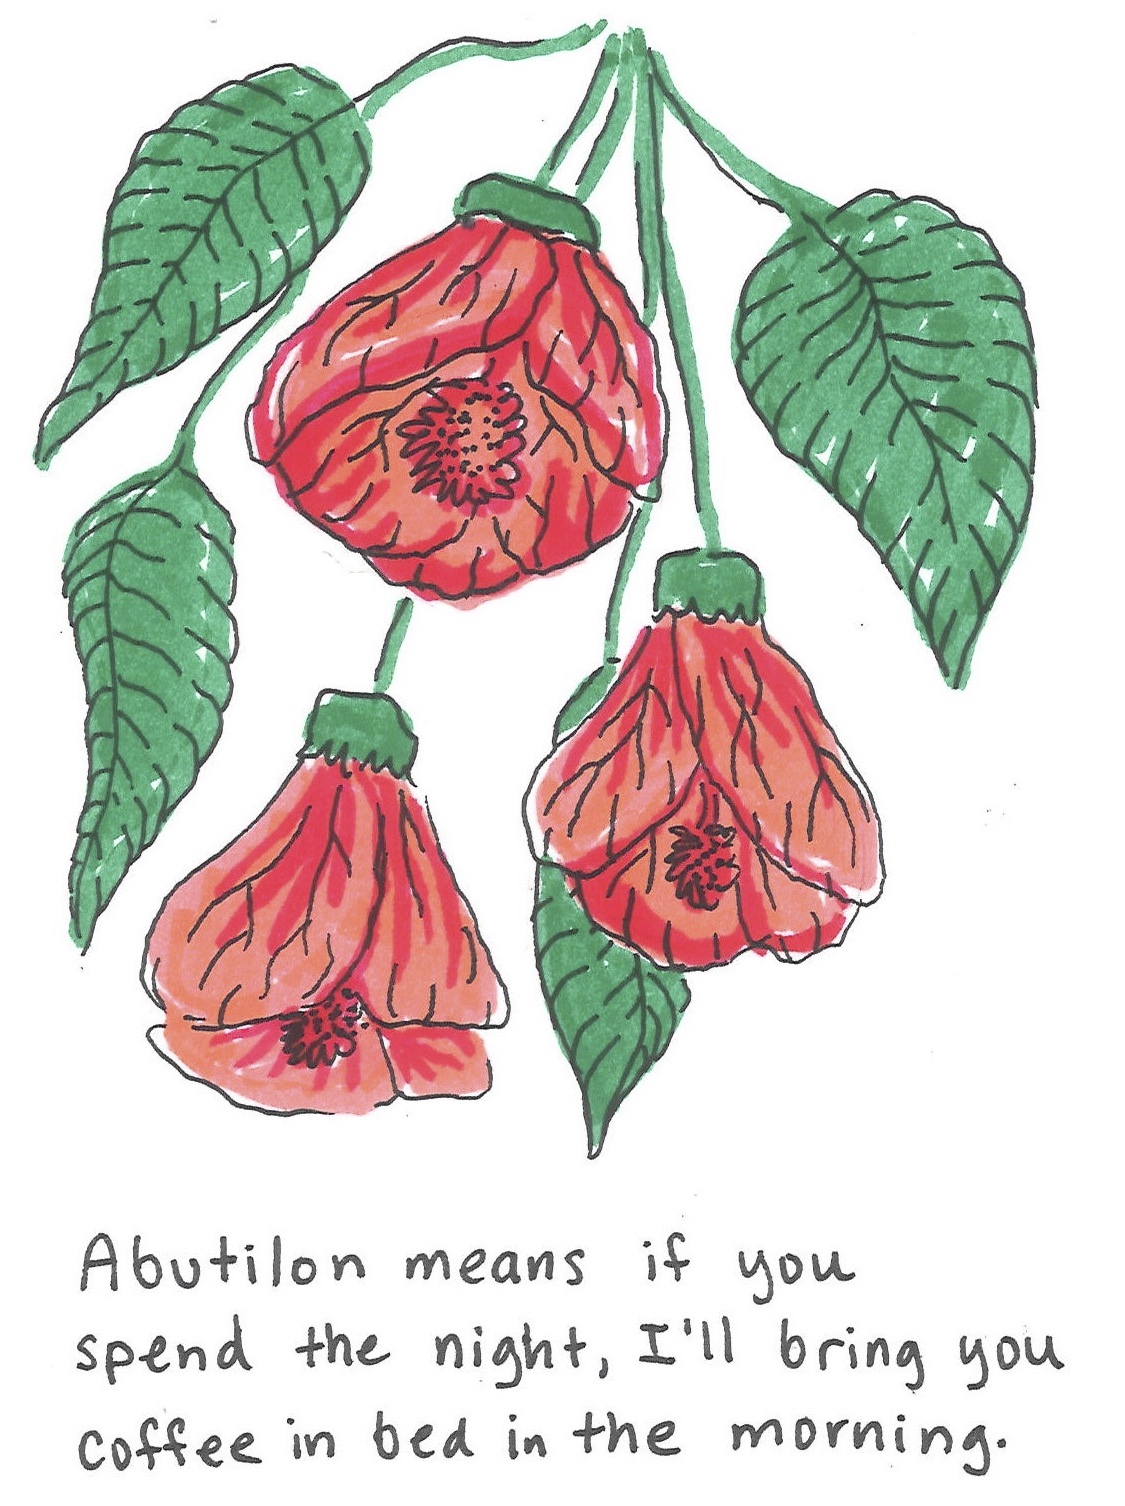 Abutilon means if you
spend the night, I'll bring you
coffee in bed in the morning.